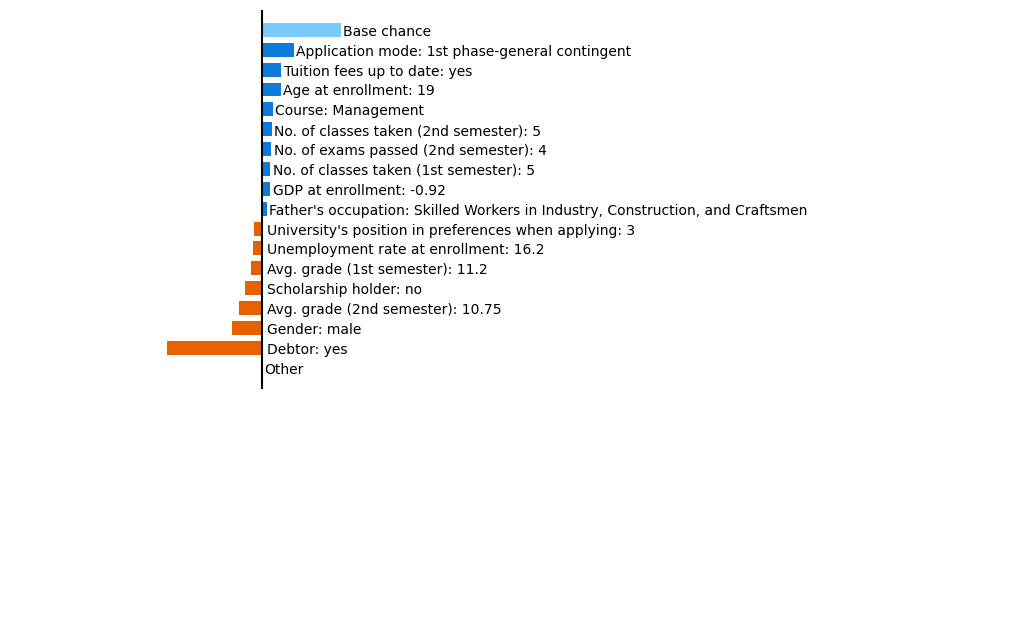 Base chance
Application mode: 1st phase-general contingent
Tuition fees up to date: yes
Age at enrollment: 19
Course: Management
No. of classes taken (2nd semester): 5
No. of exams passed (2nd semester): 4
No. of classes taken (1st semester): 5
GDP at enrollment: -0.92
Father's occupation: Skilled Workers in Industry, Construction, and Craftsmen
University's position in preferences when applying: 3
Unemployment rate at enrollment: 16.2
Avg. grade (1st semester): 11.2
Scholarship holder: no
Avg. grade (2nd semester): 10.75
Gender: male
Debtor: yes
Other